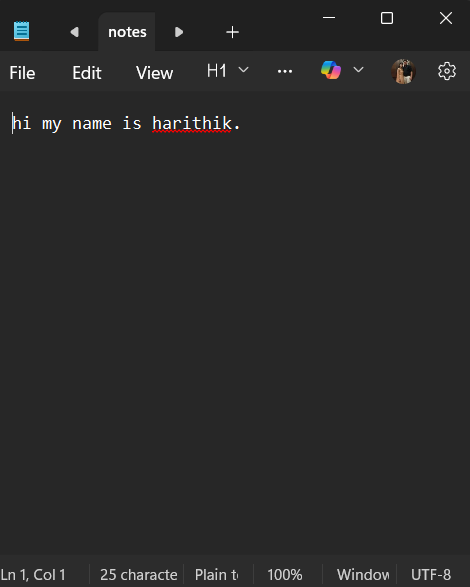 notes
File Edit View H1
hi my name is harithik.
Ln 1, Col 1 25 characte Plain t 100% Window UTF-8